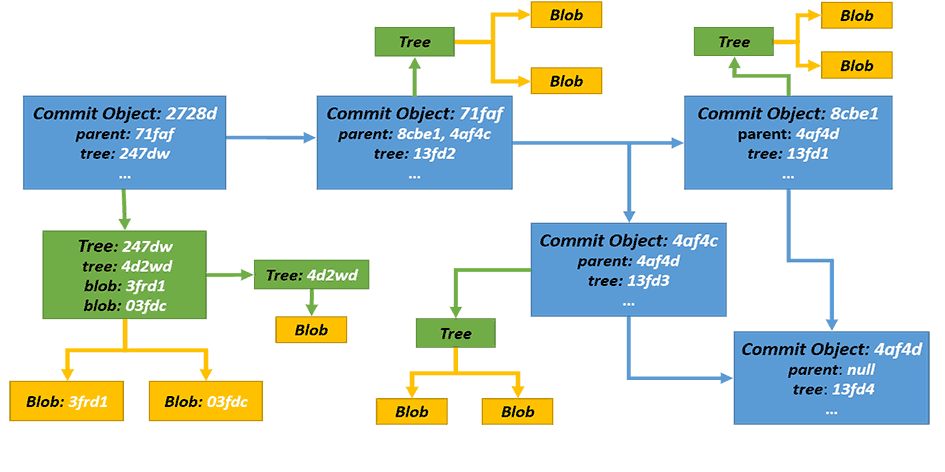 Blob
Tree
Blob
Commit Object: 2728d
parent: 71faf
tree: 247dw
...
Commit Object: 71faf
parent: 8cbe1, 4af4c
tree: 13fd2
...
Blob
Tree
Blob
Commit Object: 8cbe1
parent: 4af4d
tree: 13fd1
...
Tree: 247dw
tree: 4d2wd
blob: 3frd1
blob: 03fdc
Tree: 4d2wd
Blob
Blob: 3frd1
Blob: 03fdc
Commit Object: 4af4c
parent: 4af4d
tree: 13fd3
...
Tree
Blob
Blob
Commit Object: 4af4d
parent: null
tree: 13fd4
...